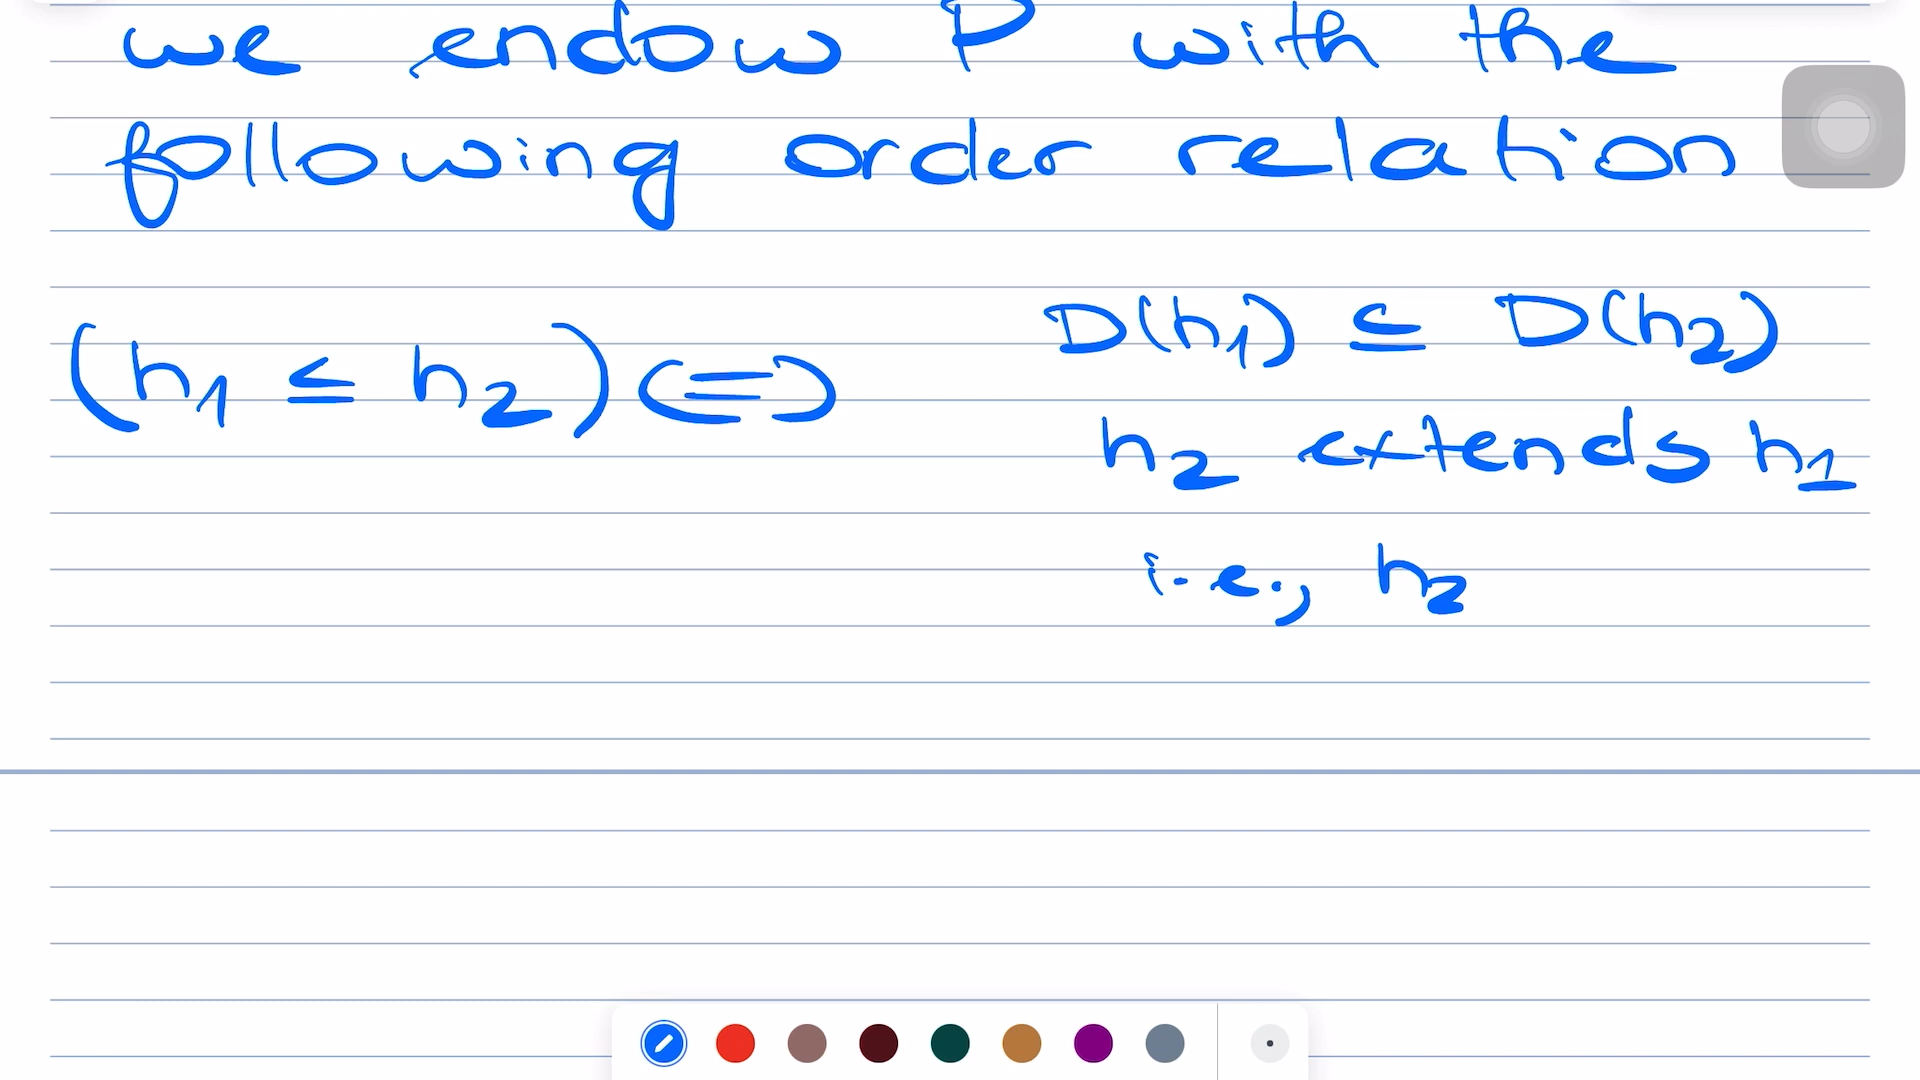 we endow P with the
following order relation
(h₁ ≤ h₂) <=> D(h₁) ⊆ D(h₂)
h₂ extends h₁
i.e., h₂